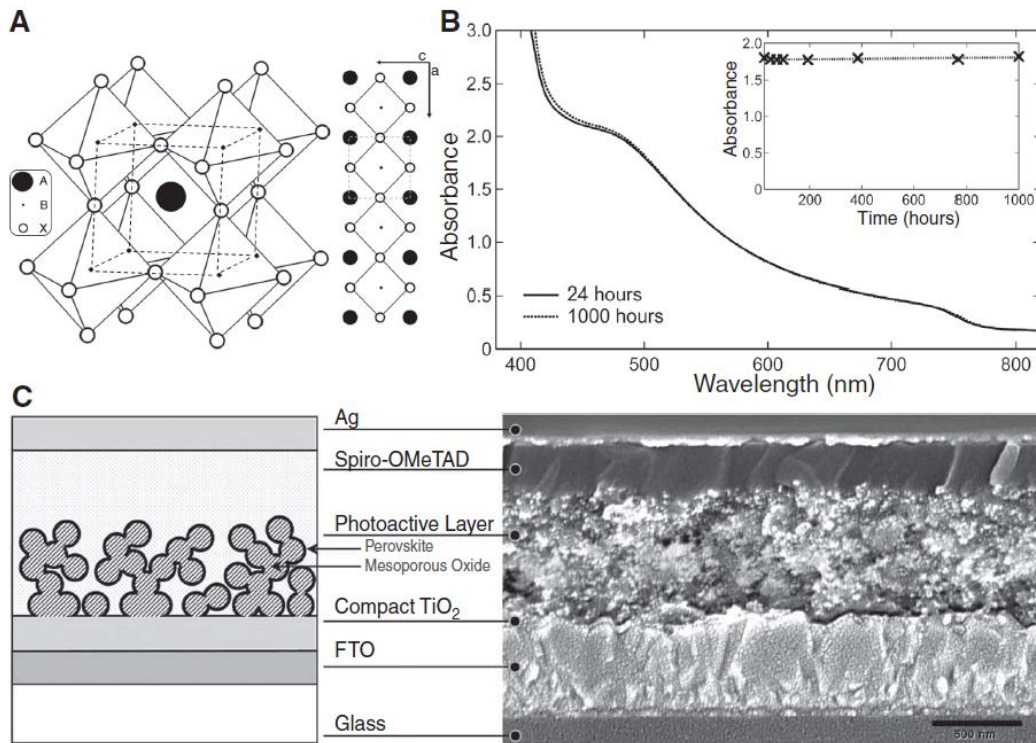 A
c
a
A
B
X
B
3.0
2.5
2.0
1.5
1.0
0.5
0
Absorbance
400
500
600
700
800
Wavelength (nm)
24 hours
1000 hours
2.0
1.5
1.0
0.5
0.0
Absorbance
200
400
600
800
1000
Time (hours)
C
Ag
Spiro-OMeTAD
Photoactive Layer
Perovskite
Mesoporous Oxide
Compact TiO₂
FTO
Glass
500 nm